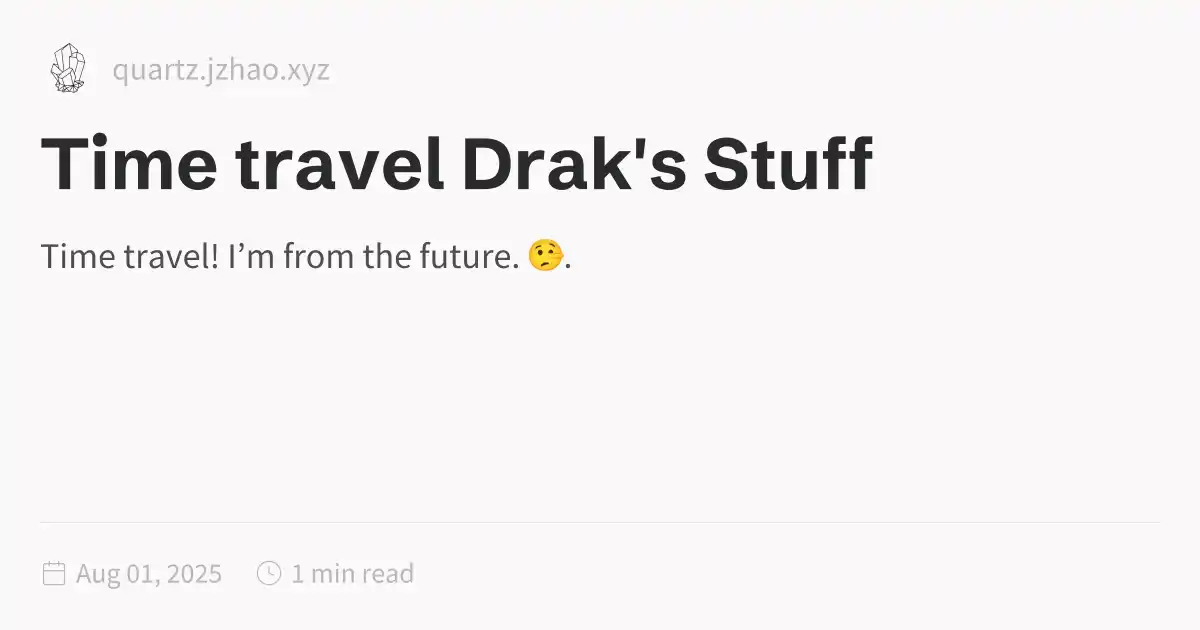 quartz.jzhao.xyz
Time travel Drak's Stuff
Time travel! I’m from the future. 🤥.
Aug 01, 2025 1 min read